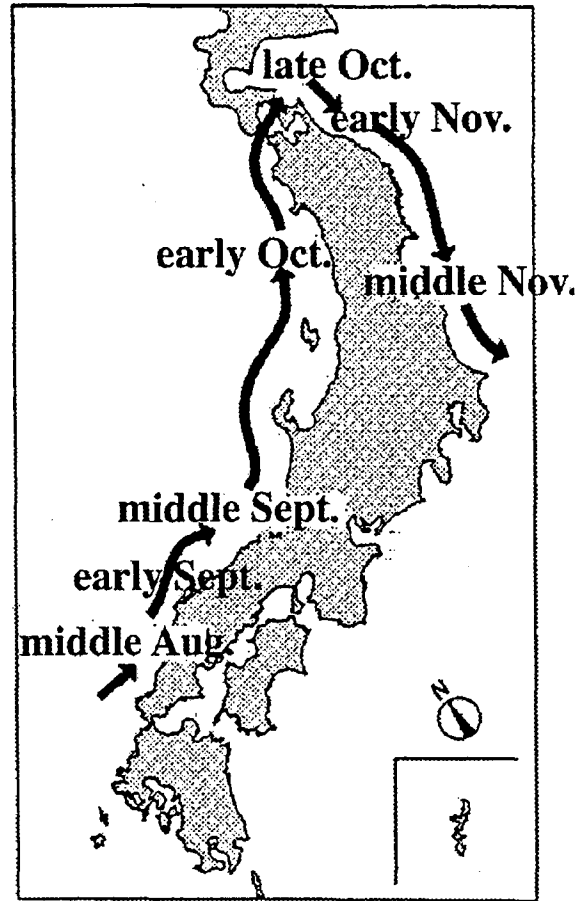 late Oct.
early Nov.
early Oct.
middle Nov.
middle Sept.
early Sept.
middle Aug.
N